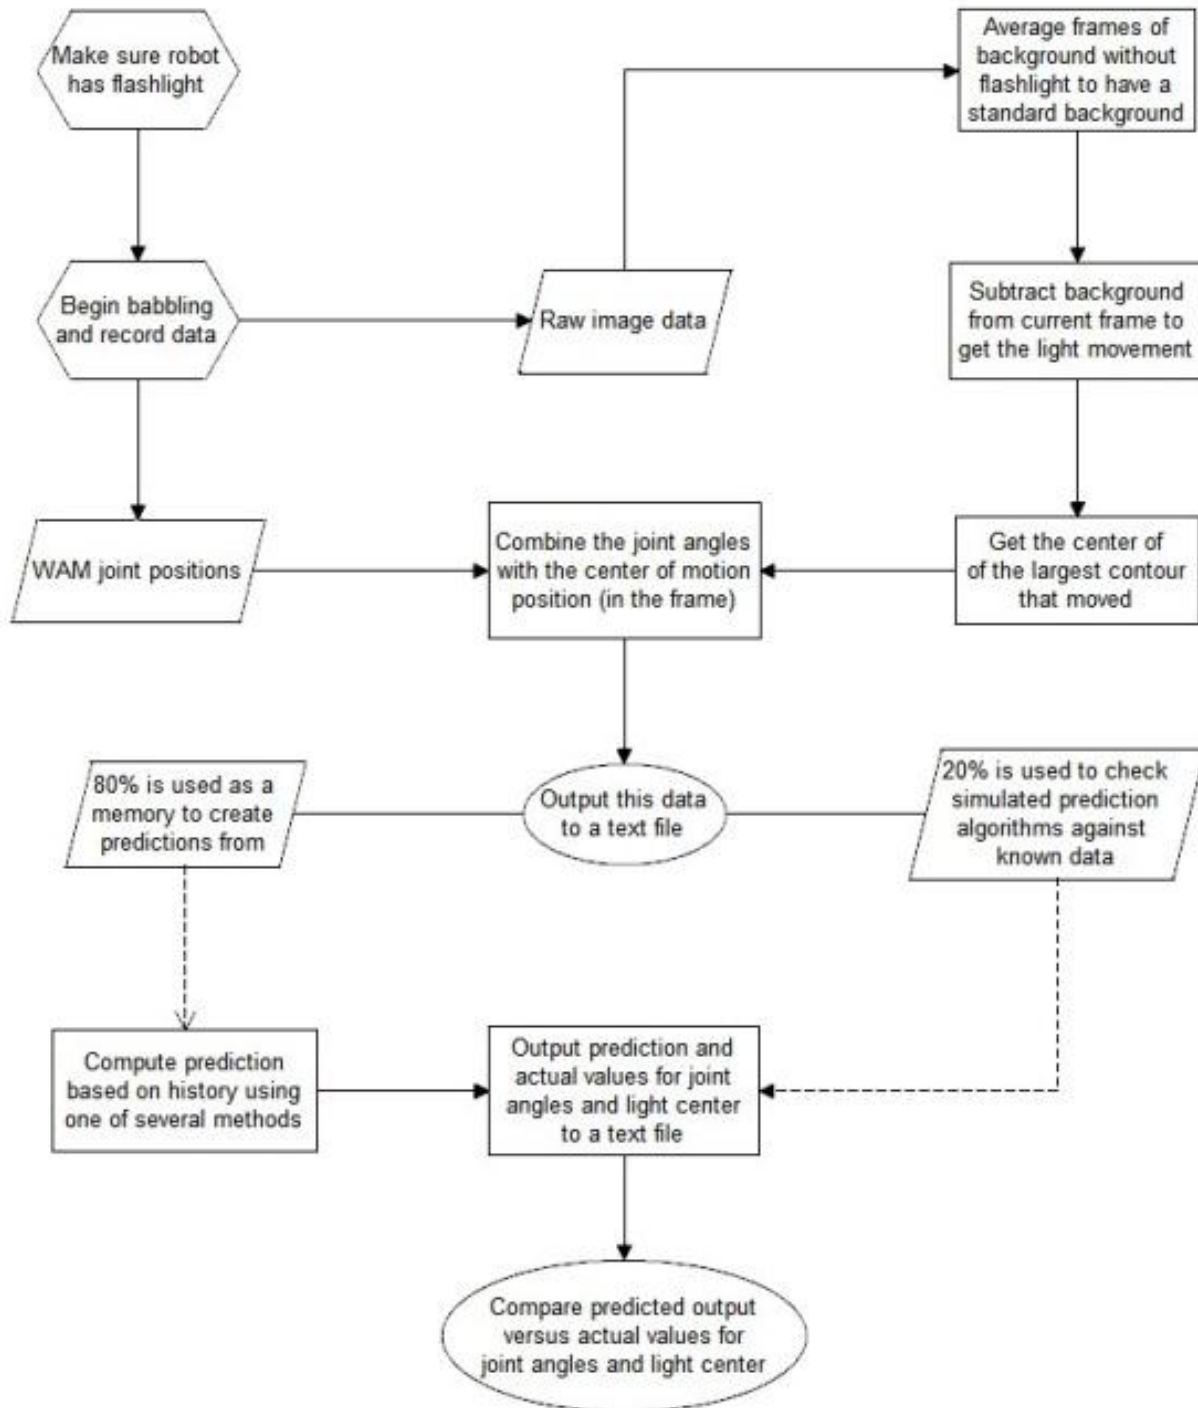 Make sure robot
has flashlight
Average frames of
background without
flashlight to have a
standard background
Begin babbling
and record data
Raw image data
Subtract background
from current frame to
get the light movement
WAM joint positions
Combine the joint angles
with the center of motion
position (in the frame)
Get the center of
of the largest contour
that moved
80% is used as a
memory to create
predictions from
Output this data
to a text file
20% is used to check
simulated prediction
algorithms against
known data
Compute prediction
based on history using
one of several methods
Output prediction and
actual values for joint
angles and light center
to a text file
Compare predicted output
versus actual values for
joint angles and light center